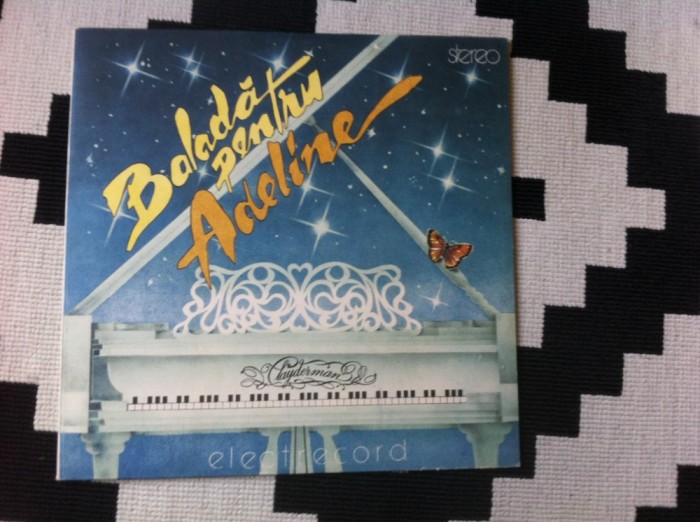 stereo
Baladă
pentru
Adeline
Clayderman
electrecord